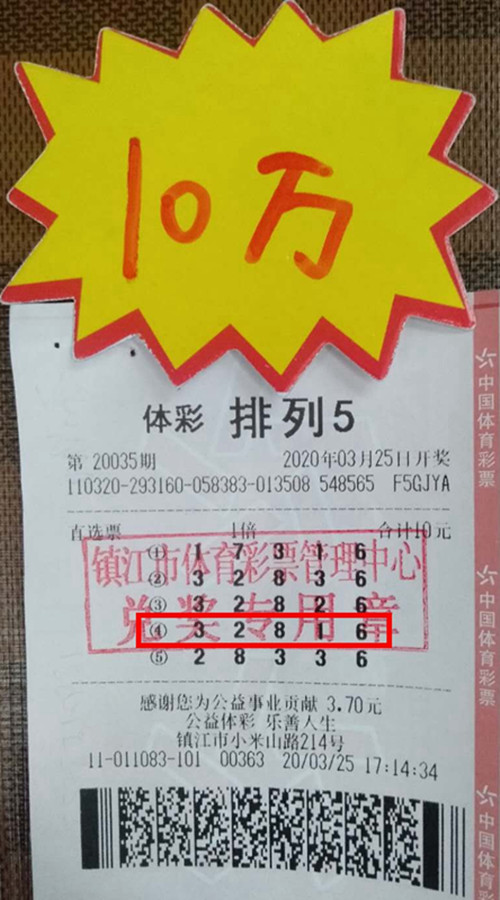 10万
体彩 排列5
第 20035期 2020年03月25日开奖
110320-293160-058383-013508 548565 F5GJYA
直选票 1倍 合计10元
① 1 3 1 6
② 3 2 8 3 6
③ 3 2 8 2 6
④ 3 2 8 1 6
⑤ 2 8 3 3 6
镇江市体育彩票管理中心
兑奖专用章
感谢您为公益事业贡献 3.70元
公益体彩 乐善人生
镇江市小米山路214号
11-011083-101 00363 20/03/25 17:14:34
中国体育彩票
中国体育彩票
中国体育彩票